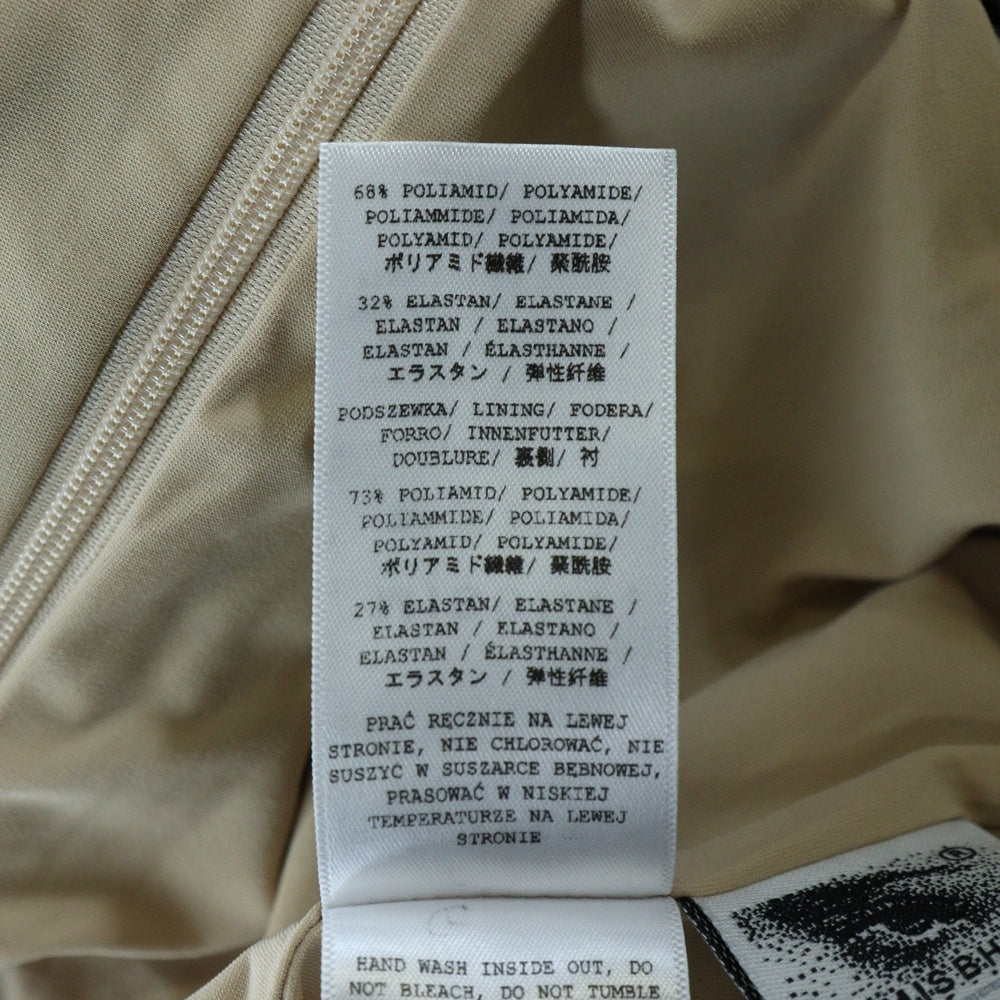 68% POLIAMID/ POLYAMIDE/
POLIAMMIDE/ POLIAMIDA/
POLYAMID/ POLYAMIDE/
ポリアミド繊維/ 聚酰胺
32% ELASTAN/ ELASTANE /
ELASTAN / ELASTANO /
ELASTAN / ÉLASTHANNE /
エラスタン / 弹性纤维
PODSZEWKA/ LINING/ FODERA/
FORRO/ INNENFUTTER/
DOUBLURE/ 裏側/ 衬
73% POLIAMID/ POLYAMIDE/
POLIAMMIDE/ POLIAMIDA/
POLYAMID/ POLYAMIDE/
ポリアミド繊維/ 聚酰胺
27% ELASTAN/ ELASTANE /
ELASTAN / ELASTANO /
ELASTAN / ÉLASTHANNE /
エラスタン / 弹性纤维
PRAĆ RĘCZNIE NA LEWEJ
STRONIE, NIE CHLOROWAĆ, NIE
SUSZYĆ W SUSZARCE BĘBNOWEJ,
PRASOWAĆ W NISKIEJ
TEMPERATURZE NA LEWEJ
STRONIE
HAND WASH INSIDE OUT, DO
NOT BLEACH, DO NOT TUMBLE
®